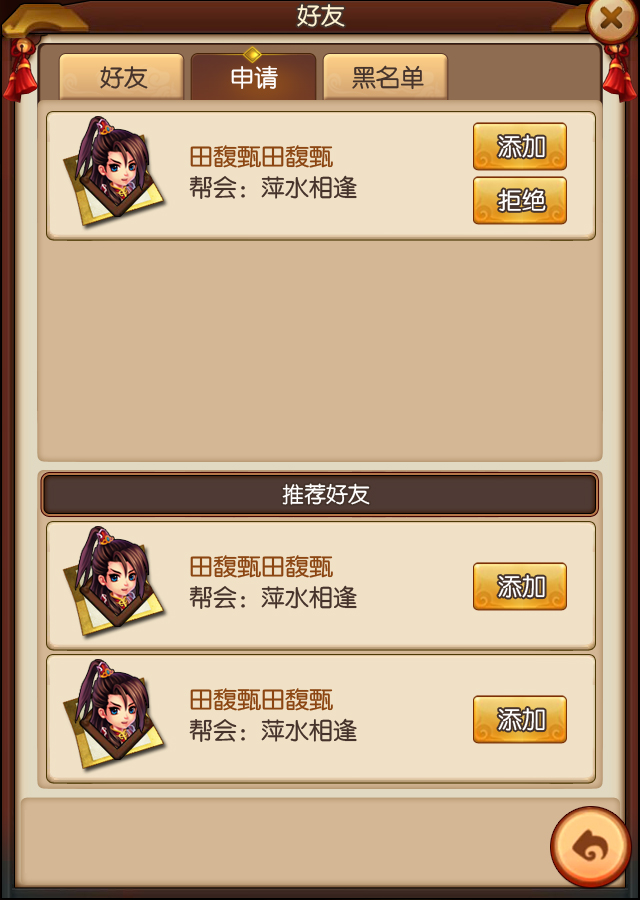 好友
好友 申请 黑名单
田馥甄田馥甄
帮会：萍水相逢
添加
拒绝
推荐好友
田馥甄田馥甄
帮会：萍水相逢
添加
田馥甄田馥甄
帮会：萍水相逢
添加